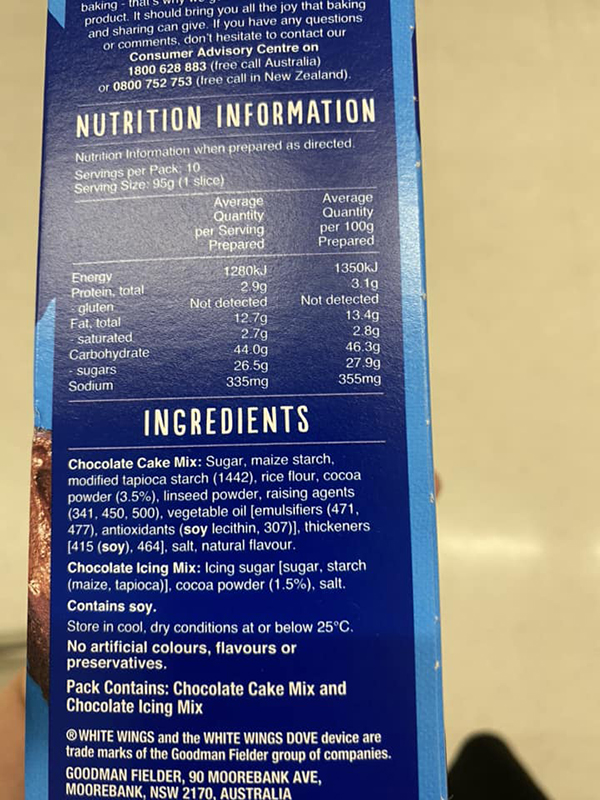 baking - that's why
product. It should bring you all the joy that baking
and sharing can give. If you have any questions
or comments, don't hesitate to contact our
Consumer Advisory Centre on
1800 628 883 (free call Australia)
or 0800 752 753 (free call in New Zealand).
NUTRITION INFORMATION
Nutrition Information when prepared as directed.
Servings per Pack: 10
Serving Size: 95g (1 slice)
Average Quantity per Serving Prepared Average Quantity per 100g Prepared
Energy 1280kJ 1350kJ
Protein, total 2.9g 3.1g
- gluten Not detected Not detected
Fat, total 12.7g 13.4g
- saturated 2.7g 2.8g
Carbohydrate 44.0g 46.3g
- sugars 26.5g 27.9g
Sodium 335mg 355mg
INGREDIENTS
Chocolate Cake Mix: Sugar, maize starch,
modified tapioca starch (1442), rice flour, cocoa
powder (3.5%), linseed powder, raising agents
(341, 450, 500), vegetable oil [emulsifiers (471,
477), antioxidants (soy lecithin, 307)], thickeners
[415 (soy), 464], salt, natural flavour.
Chocolate Icing Mix: Icing sugar [sugar, starch
(maize, tapioca)], cocoa powder (1.5%), salt.
Contains soy.
Store in cool, dry conditions at or below 25°C.
No artificial colours, flavours or
preservatives.
Pack Contains: Chocolate Cake Mix and
Chocolate Icing Mix
® WHITE WINGS and the WHITE WINGS DOVE device are
trade marks of the Goodman Fielder group of companies.
GOODMAN FIELDER, 90 MOOREBANK AVE,
MOOREBANK, NSW 2170, AUSTRALIA